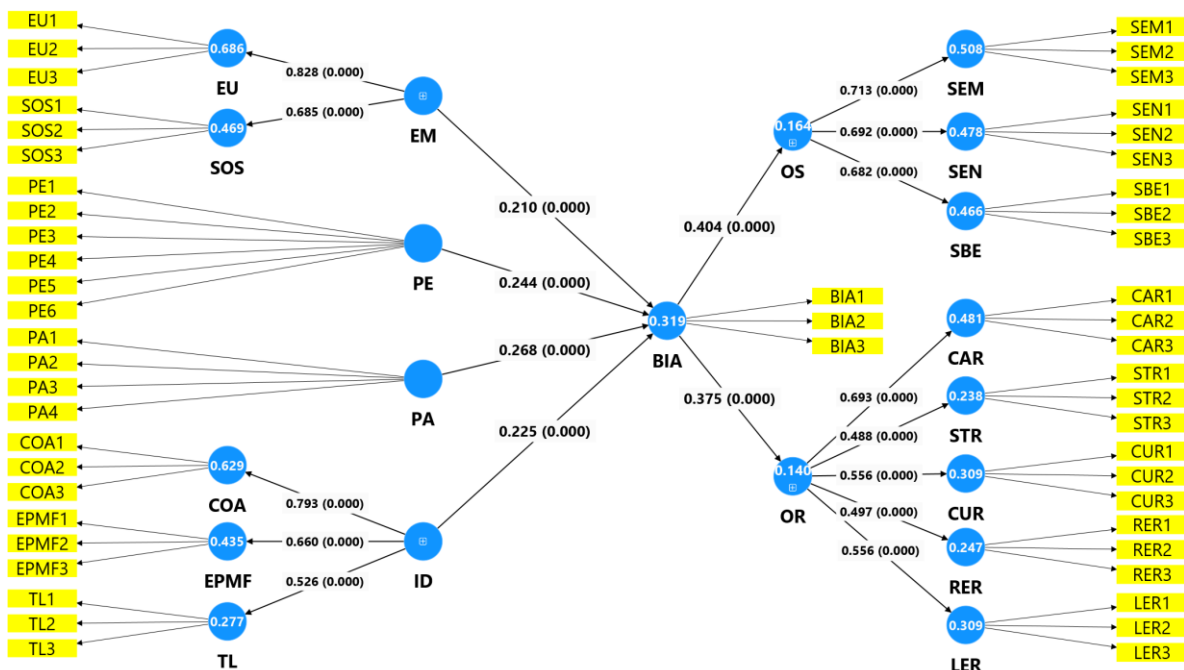 EU1
EU2
EU3
0.686
EU
0.828 (0.000)
SOS1
SOS2
SOS3
0.469
SOS
0.685 (0.000)
EM
0.210 (0.000)
PE1
PE2
PE3
PE4
PE5
PE6
PE
0.244 (0.000)
PA1
PA2
PA3
PA4
PA
0.268 (0.000)
COA1
COA2
COA3
0.629
COA
0.793 (0.000)
EPMF1
EPMF2
EPMF3
0.435
EPMF
0.660 (0.000)
TL1
TL2
TL3
0.277
TL
0.526 (0.000)
ID
0.225 (0.000)
0.319
BIA
BIA1
BIA2
BIA3
0.404 (0.000)
0.375 (0.000)
0.164
OS
0.713 (0.000)
0.692 (0.000)
0.682 (0.000)
0.508
SEM
SEM1
SEM2
SEM3
0.478
SEN
SEN1
SEN2
SEN3
0.466
SBE
SBE1
SBE2
SBE3
0.140
OR
0.693 (0.000)
0.488 (0.000)
0.556 (0.000)
0.497 (0.000)
0.556 (0.000)
0.481
CAR
CAR1
CAR2
CAR3
0.238
STR
STR1
STR2
STR3
0.309
CUR
CUR1
CUR2
CUR3
0.247
RER
RER1
RER2
RER3
0.309
LER
LER1
LER2
LER3